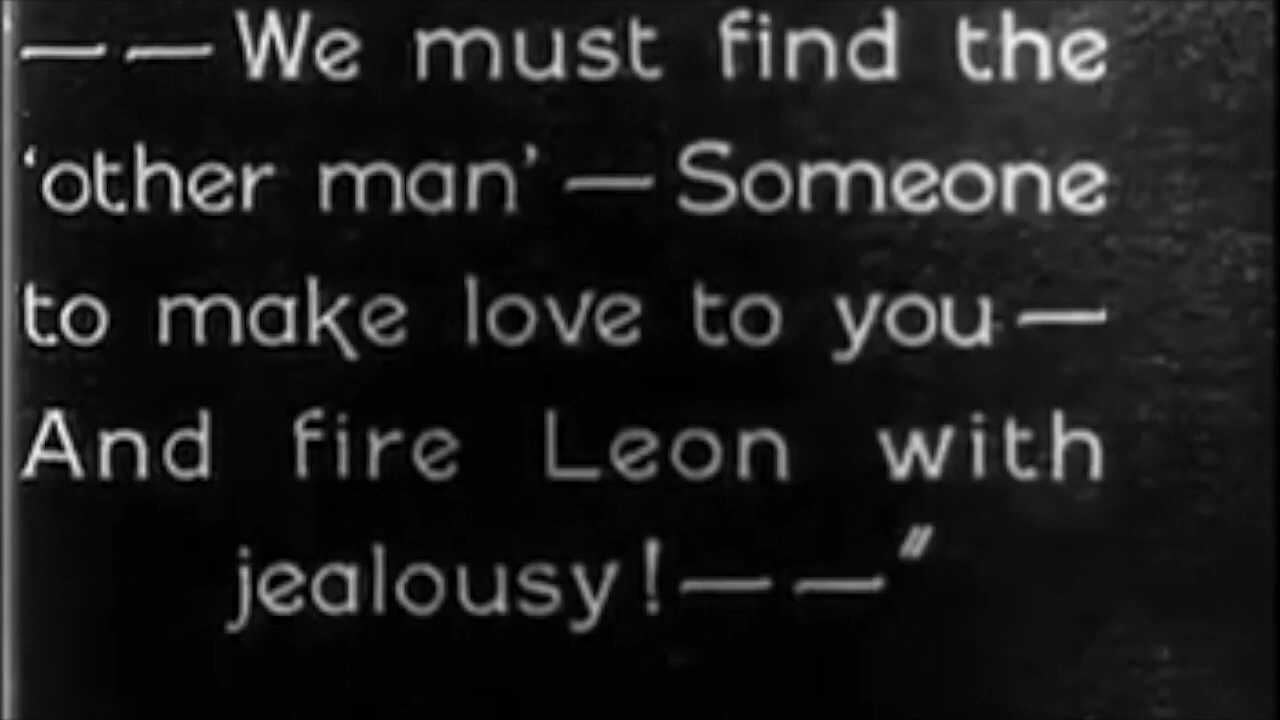 — —We must find the
‘other man’ — Someone
to make love to you —
And fire Leon with
jealousy! — —"